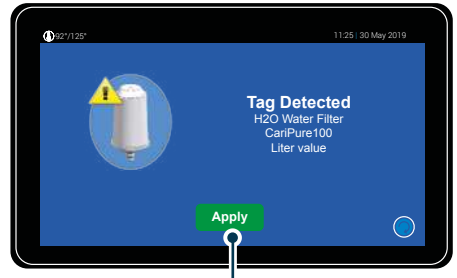 92°/125°
11:25 | 30 May 2019
Tag Detected
H2O Water Filter
CariPure100
Liter value
Apply